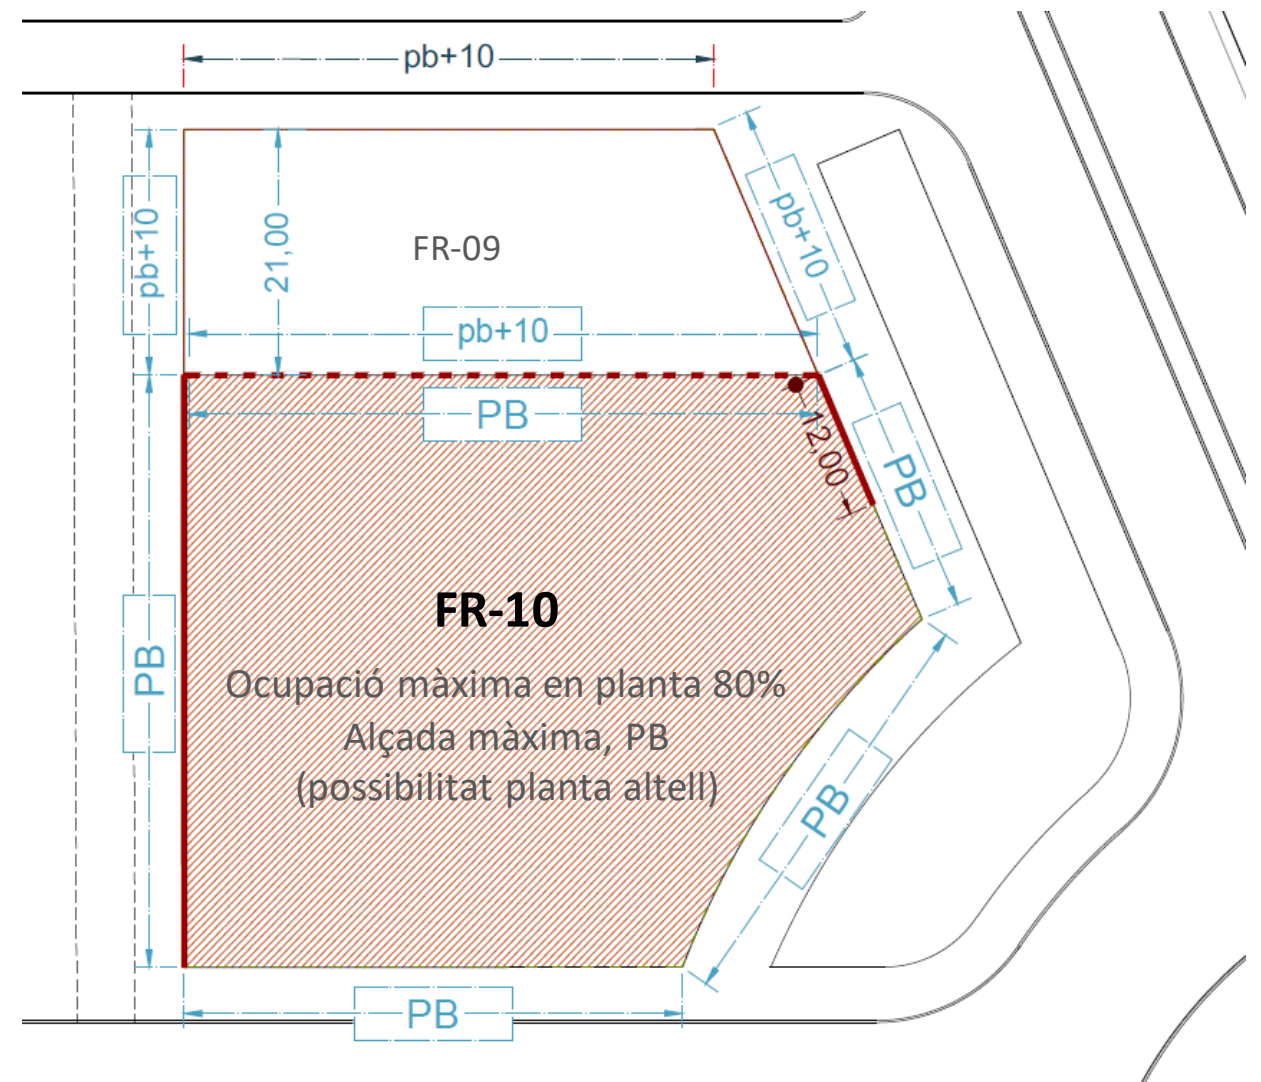 pb+10
pb+10
21,00
FR-09
pb+10
pb+10
PB
12,00
PB
FR-10
PB
Ocupació màxima en planta 80%
Alçada màxima, PB
(possibilitat planta altell)
PB
PB